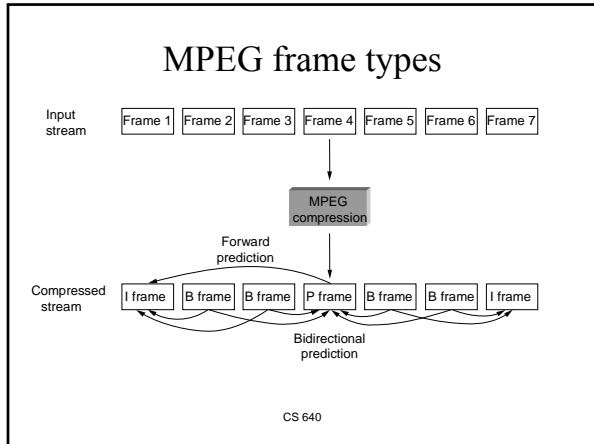 MPEG frame types
Input
stream
Frame 1 Frame 2 Frame 3 Frame 4 Frame 5 Frame 6 Frame 7
MPEG
compression
Forward
prediction
Compressed
stream
I frame B frame B frame P frame B frame B frame I frame
Bidirectional
prediction
CS 640